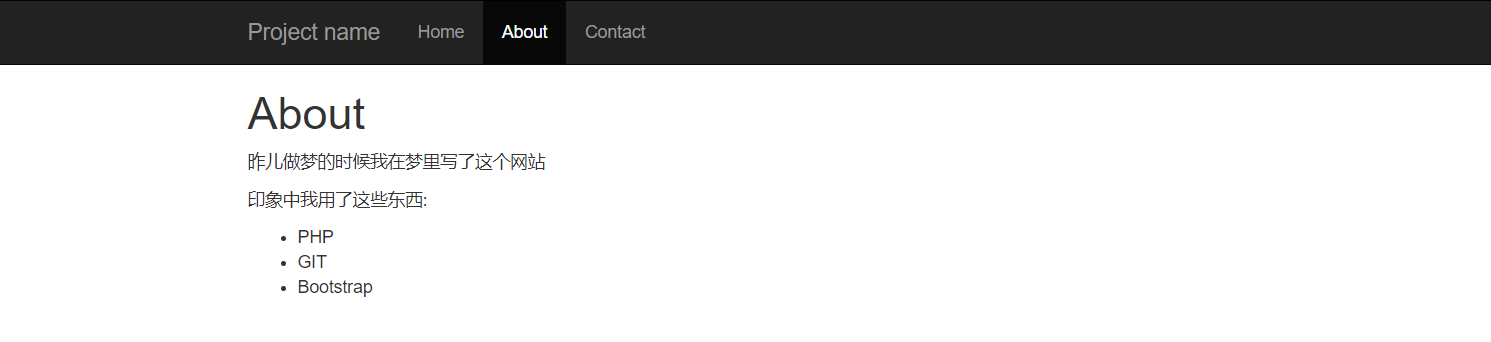 Project name Home About Contact
About
昨儿做梦的时候我在梦里写了这个网站
印象中我用了这些东西:
PHP
GIT
Bootstrap